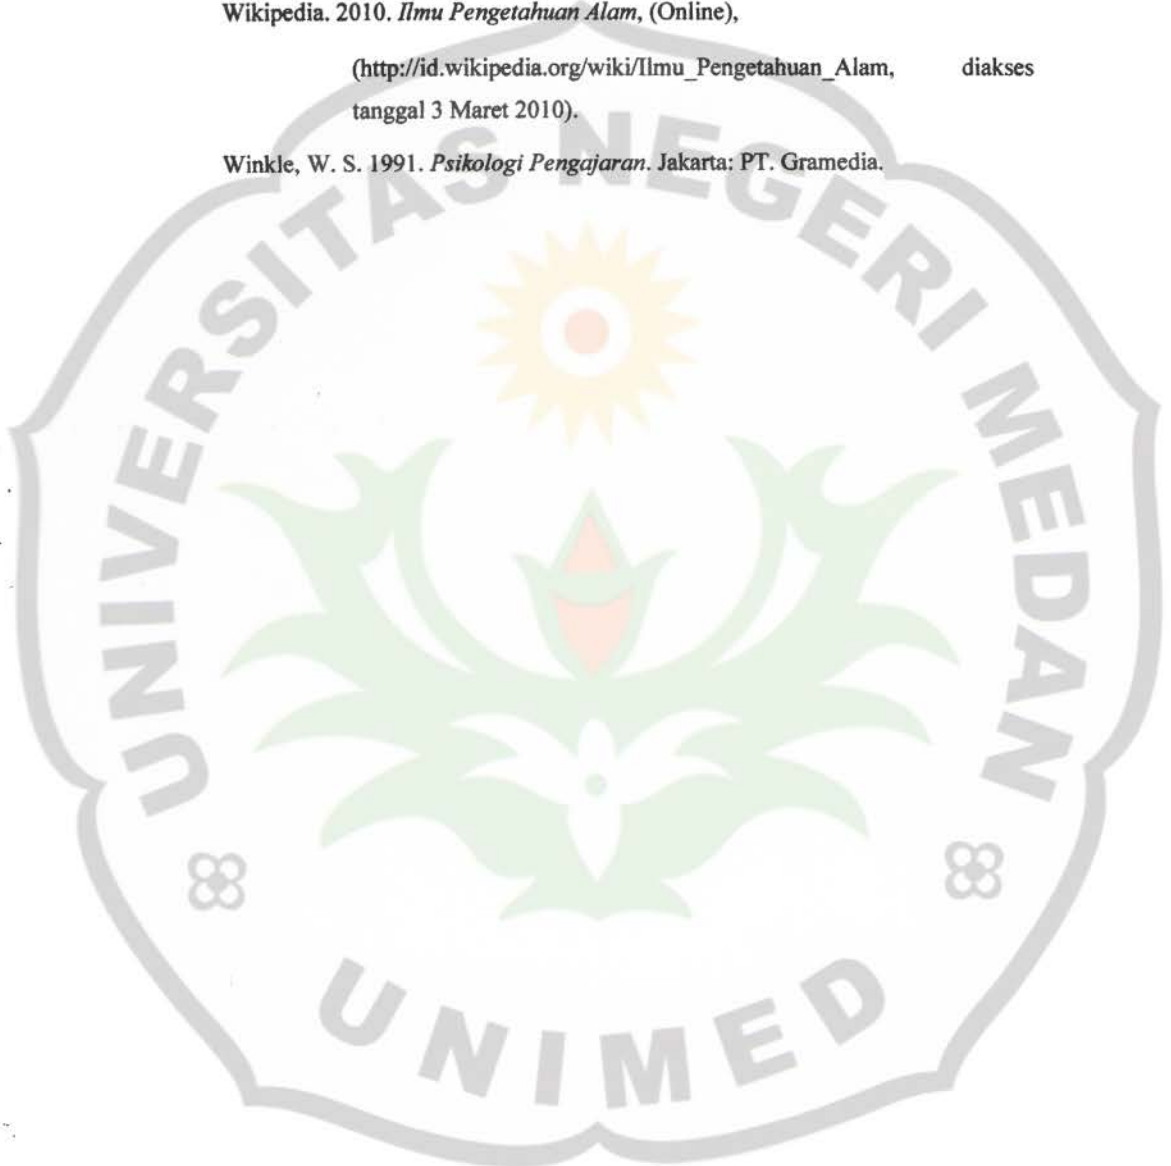 Wikipedia. 2010. Ilmu Pengetahuan Alam, (Online),
(http://id.wikipedia.org/wiki/Ilmu_Pengetahuan_Alam, diakses
tanggal 3 Maret 2010).
Winkle, W. S. 1991. Psikologi Pengajaran. Jakarta: PT. Gramedia.
UNIVERSITAS NEGERI MEDAN
UNIMED